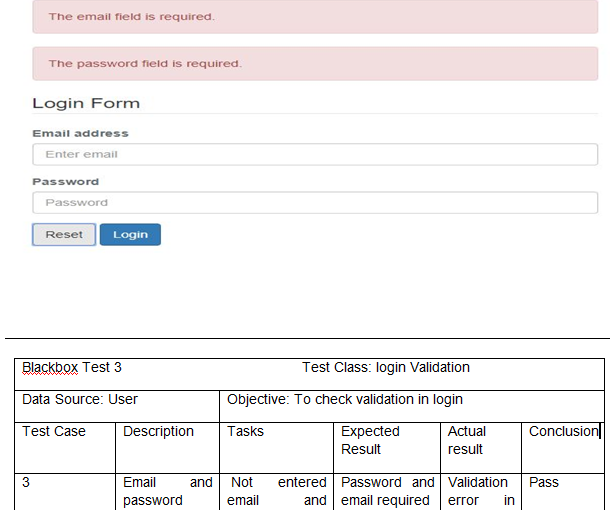 The email field is required.
The password field is required.
Login Form
Email address
Enter email
Password
Password
Reset Login
Blackbox Test 3 Test Class: login Validation
Data Source: User Objective: To check validation in login
Test Case Description Tasks Expected Result Actual result Conclusion
3 Email and password Not entered email and Password and email required Validation error in Pass